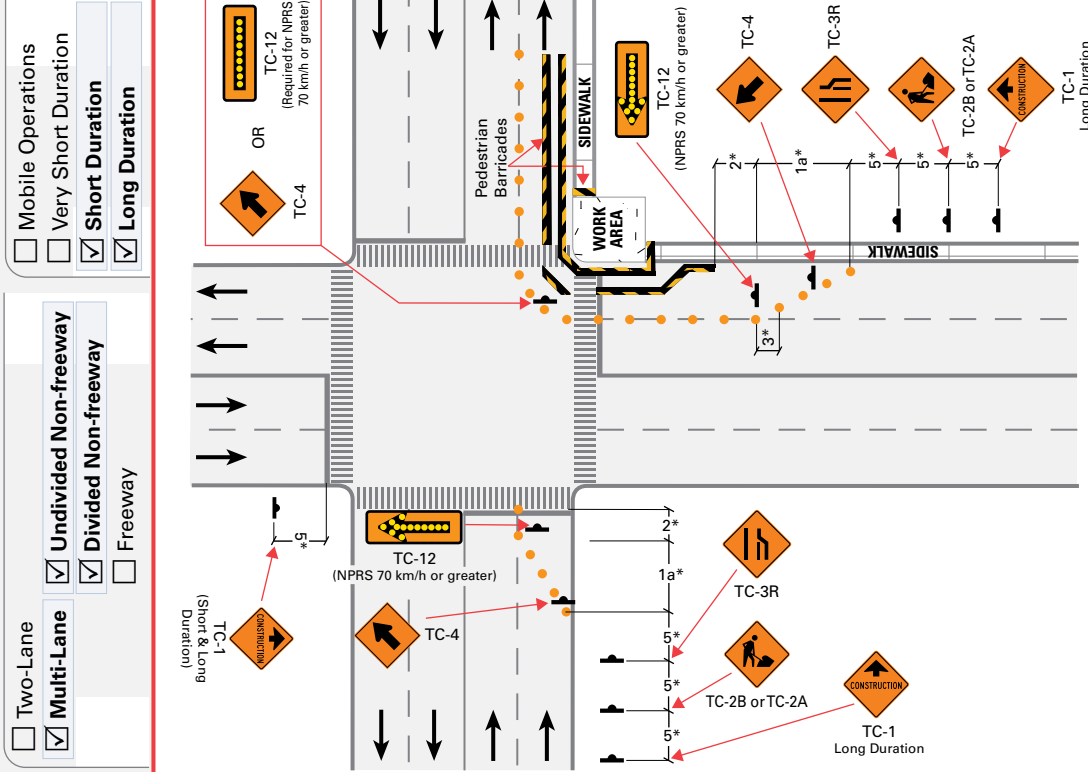 Two-Lane
Multi-Lane
Undivided Non-freeway
Divided Non-freeway
Freeway
Mobile Operations
Very Short Duration
Short Duration
Long Duration
TC-12
(Required for NPRS
70 km/h or greater)
OR
TC-4
Pedestrian
Barricades
SIDEWALK
WORK
AREA
SIDEWALK
TC-12
(NPRS 70 km/h or greater)
TC-4
TC-3R
TC-2B or TC-2A
CONSTRUCTION
TC-1
Long Duration
2*
1a*
5*
5*
5*
3*
5*
TC-1
(Short & Long
Duration)
CONSTRUCTION
TC-12
(NPRS 70 km/h or greater)
TC-4
2*
1a*
5*
5*
5*
TC-3R
TC-2B or TC-2A
CONSTRUCTION
TC-1
Long Duration